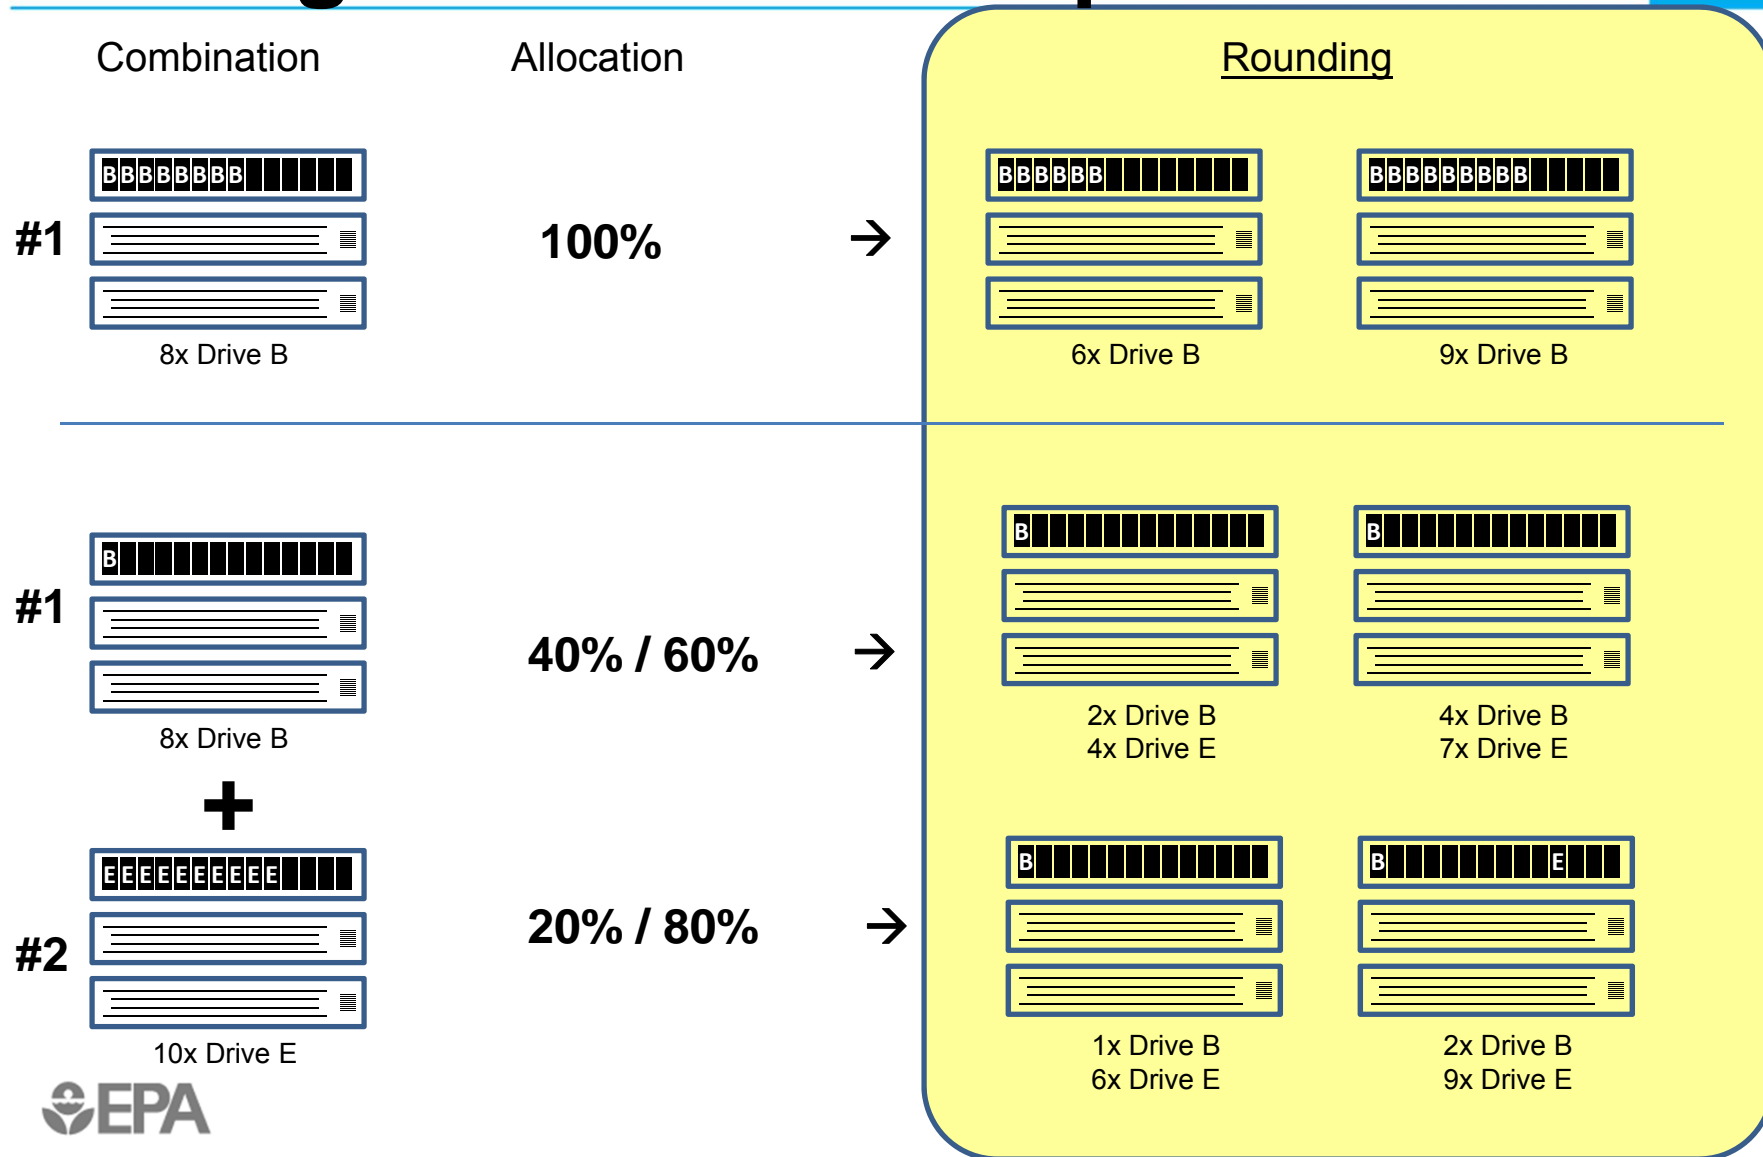 Combination Allocation Rounding
BBBBBBBB BBBBBB BBBBBBBBB
#1 100% →
8x Drive B 6x Drive B 9x Drive B
B B B
#1
40% / 60% →
8x Drive B
2x Drive B 4x Drive B
4x Drive E 7x Drive E
+
EEEEEEEEEE B B E
#2 20% / 80% →
10x Drive E
1x Drive B 2x Drive B
6x Drive E 9x Drive E
EPA